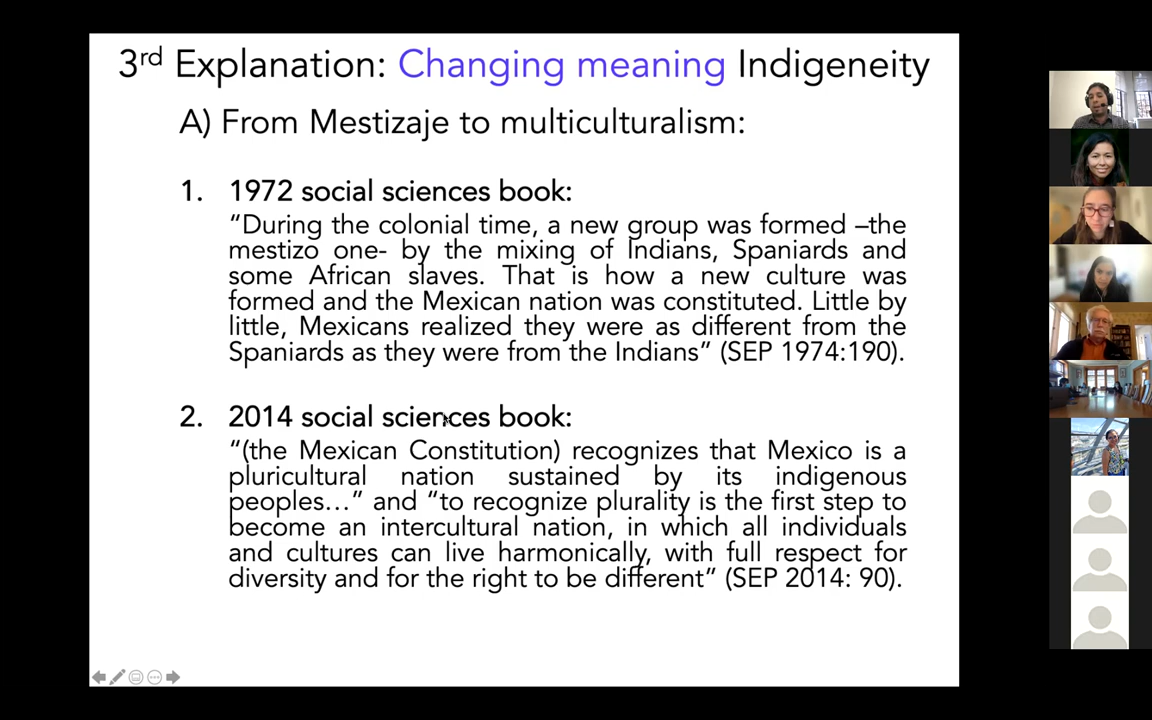 3rd Explanation: Changing meaning Indigeneity
A) From Mestizaje to multiculturalism:
1. 1972 social sciences book:
“During the colonial time, a new group was formed –the
mestizo one- by the mixing of Indians, Spaniards and
some African slaves. That is how a new culture was
formed and the Mexican nation was constituted. Little by
little, Mexicans realized they were as different from the
Spaniards as they were from the Indians” (SEP 1974:190).
2. 2014 social sciences book:
“(the Mexican Constitution) recognizes that Mexico is a
pluricultural nation sustained by its indigenous
peoples…” and “to recognize plurality is the first step to
become an intercultural nation, in which all individuals
and cultures can live harmonically, with full respect for
diversity and for the right to be different” (SEP 2014: 90).